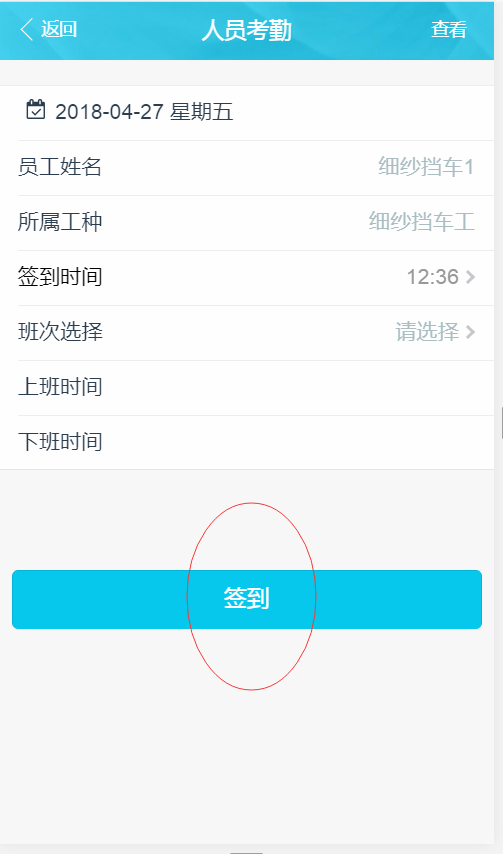 返回 人员考勤 查看
2018-04-27 星期五
员工姓名 细纱挡车1
所属工种 细纱挡车工
签到时间 12:36
班次选择 请选择
上班时间
下班时间
签到